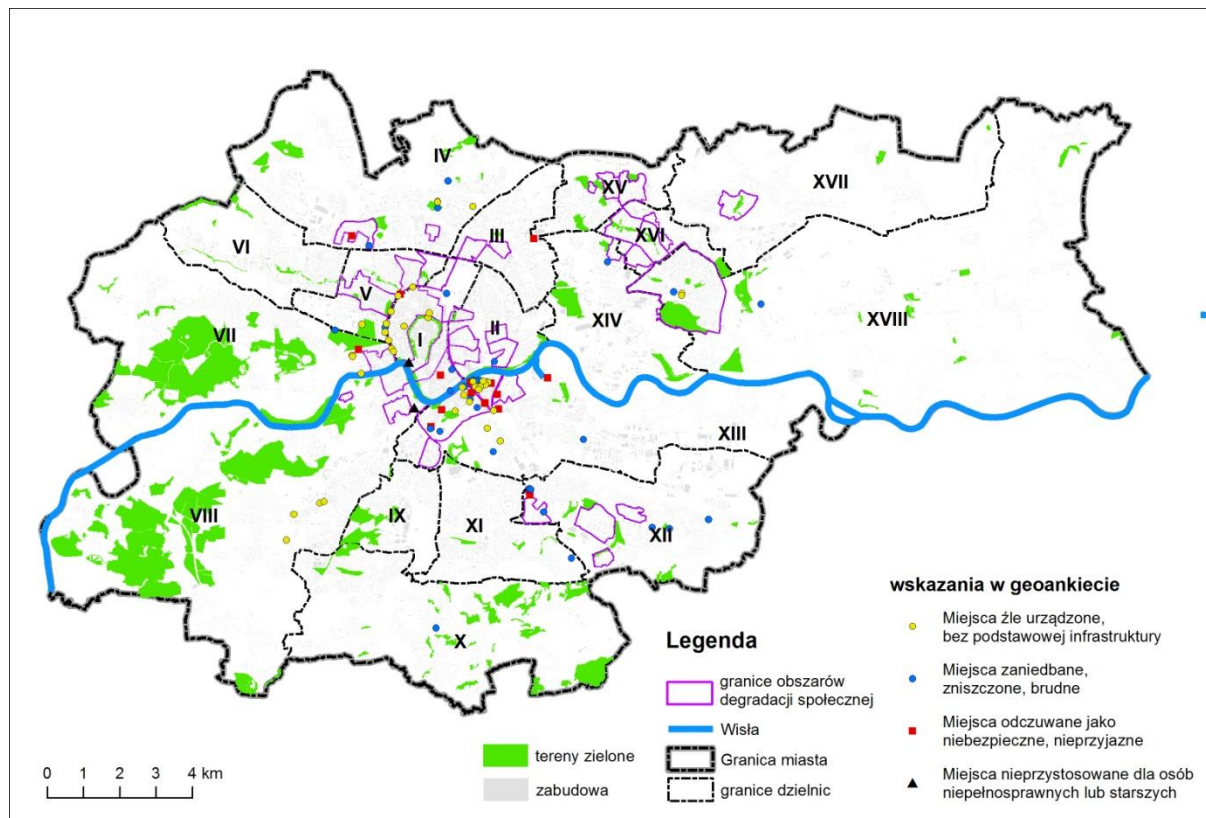 IV
XV
XVII
III
XVI
VI
V
VII
I
II
XIV
XVIII
XIII
VIII
IX
XI
XII
X
wskazania w geoankiecie
Miejsca źle urządzone,
bez podstawowej infrastruktury
Miejsca zaniedbane,
zniszczone, brudne
Miejsca odczuwane jako
niebezpieczne, nieprzyjazne
Miejsca nieprzystosowane dla osób
niepełnosprawnych lub starszych
Legenda
granice obszarów
degradacji społecznej
Wisła
Granica miasta
granice dzielnic
tereny zielone
zabudowa
0 1 2 3 4 km